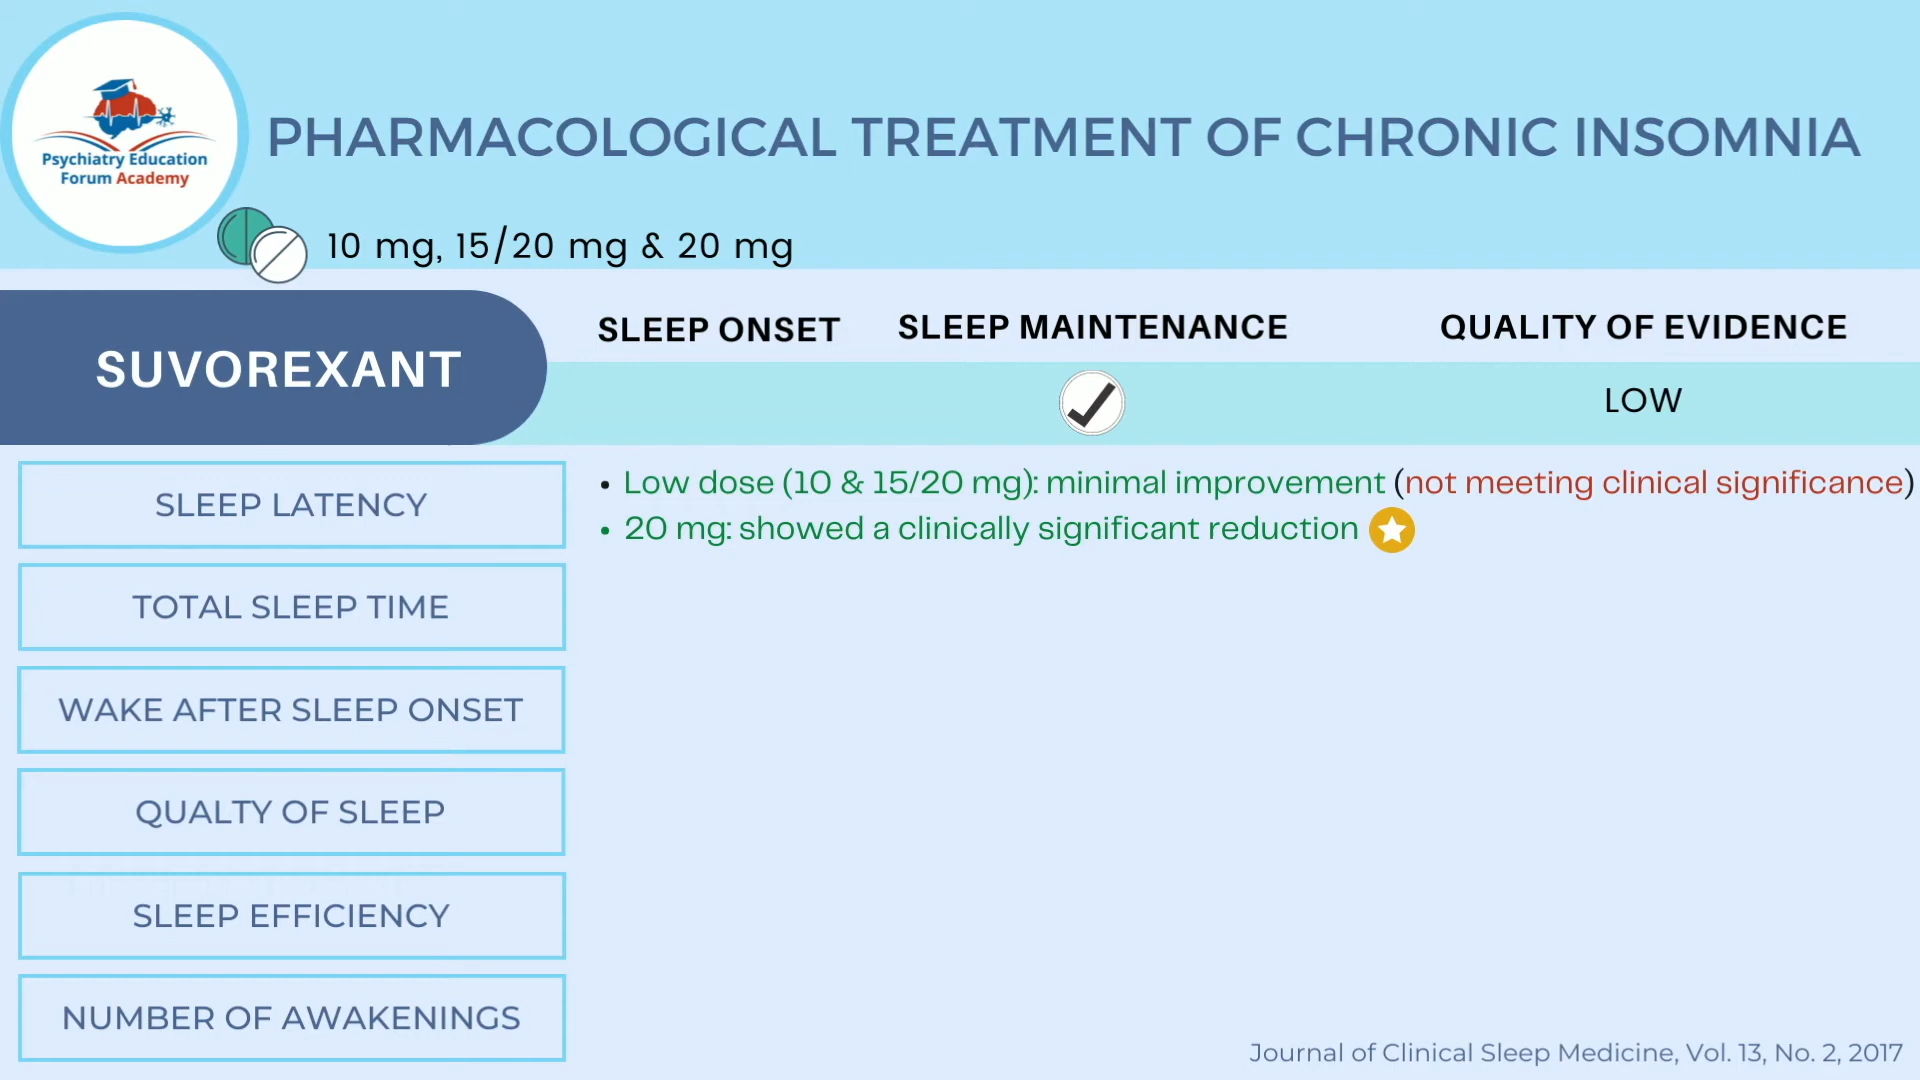 Psychiatry Education
Forum Academy
PHARMACOLOGICAL TREATMENT OF CHRONIC INSOMNIA
10 mg, 15/20 mg & 20 mg
SUVOREXANT
SLEEP ONSET
SLEEP MAINTENANCE
QUALITY OF EVIDENCE
LOW
SLEEP LATENCY
• Low dose (10 & 15/20 mg): minimal improvement (not meeting clinical significance)
• 20 mg: showed a clinically significant reduction
TOTAL SLEEP TIME
WAKE AFTER SLEEP ONSET
QUALTY OF SLEEP
SLEEP EFFICIENCY
NUMBER OF AWAKENINGS
Journal of Clinical Sleep Medicine, Vol. 13, No. 2, 2017